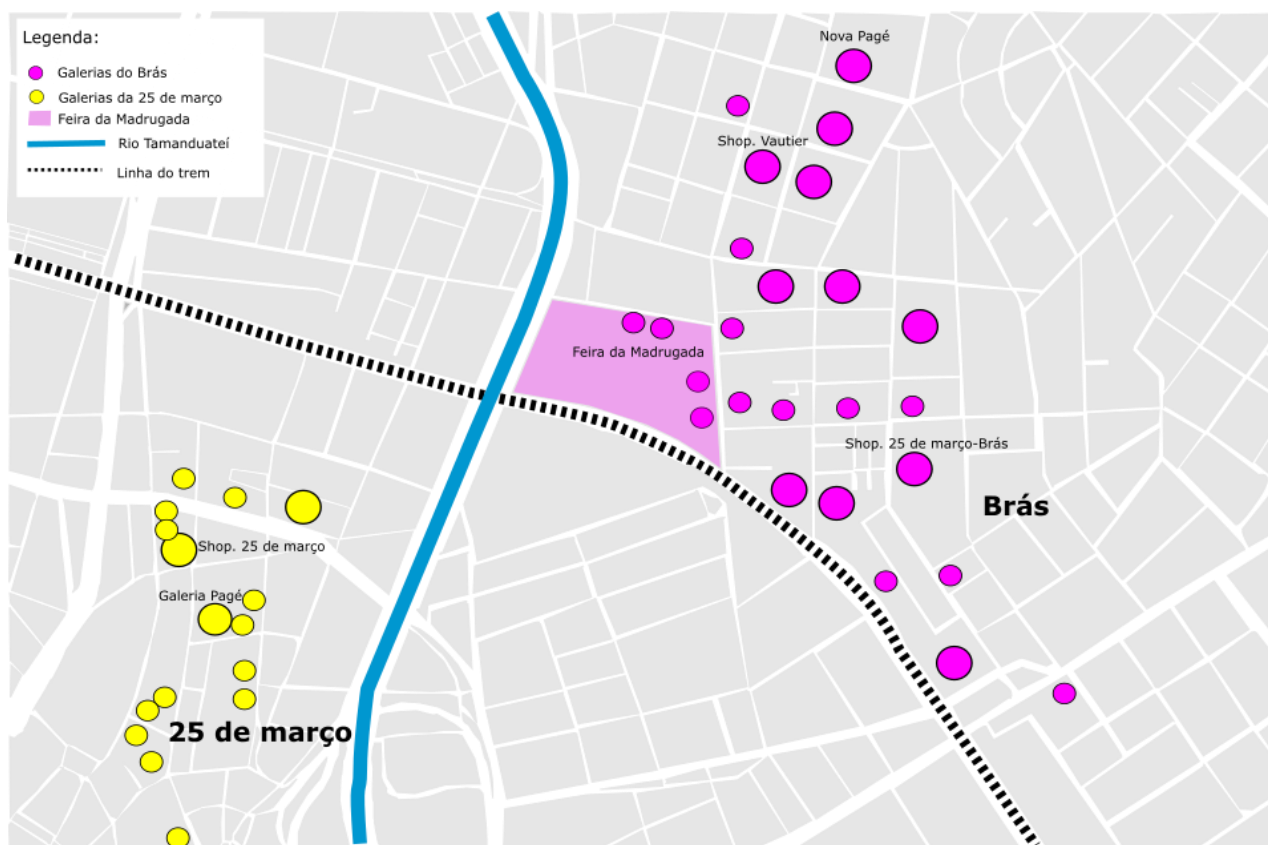 Legenda:
Galerias do Brás
Galerias da 25 de março
Feira da Madrugada
Rio Tamanduateí
Linha do trem
Nova Pagé
Shop. Vautier
Feira da Madrugada
Shop. 25 de março-Brás
Brás
Shop. 25 de março
Galeria Pagé
25 de março